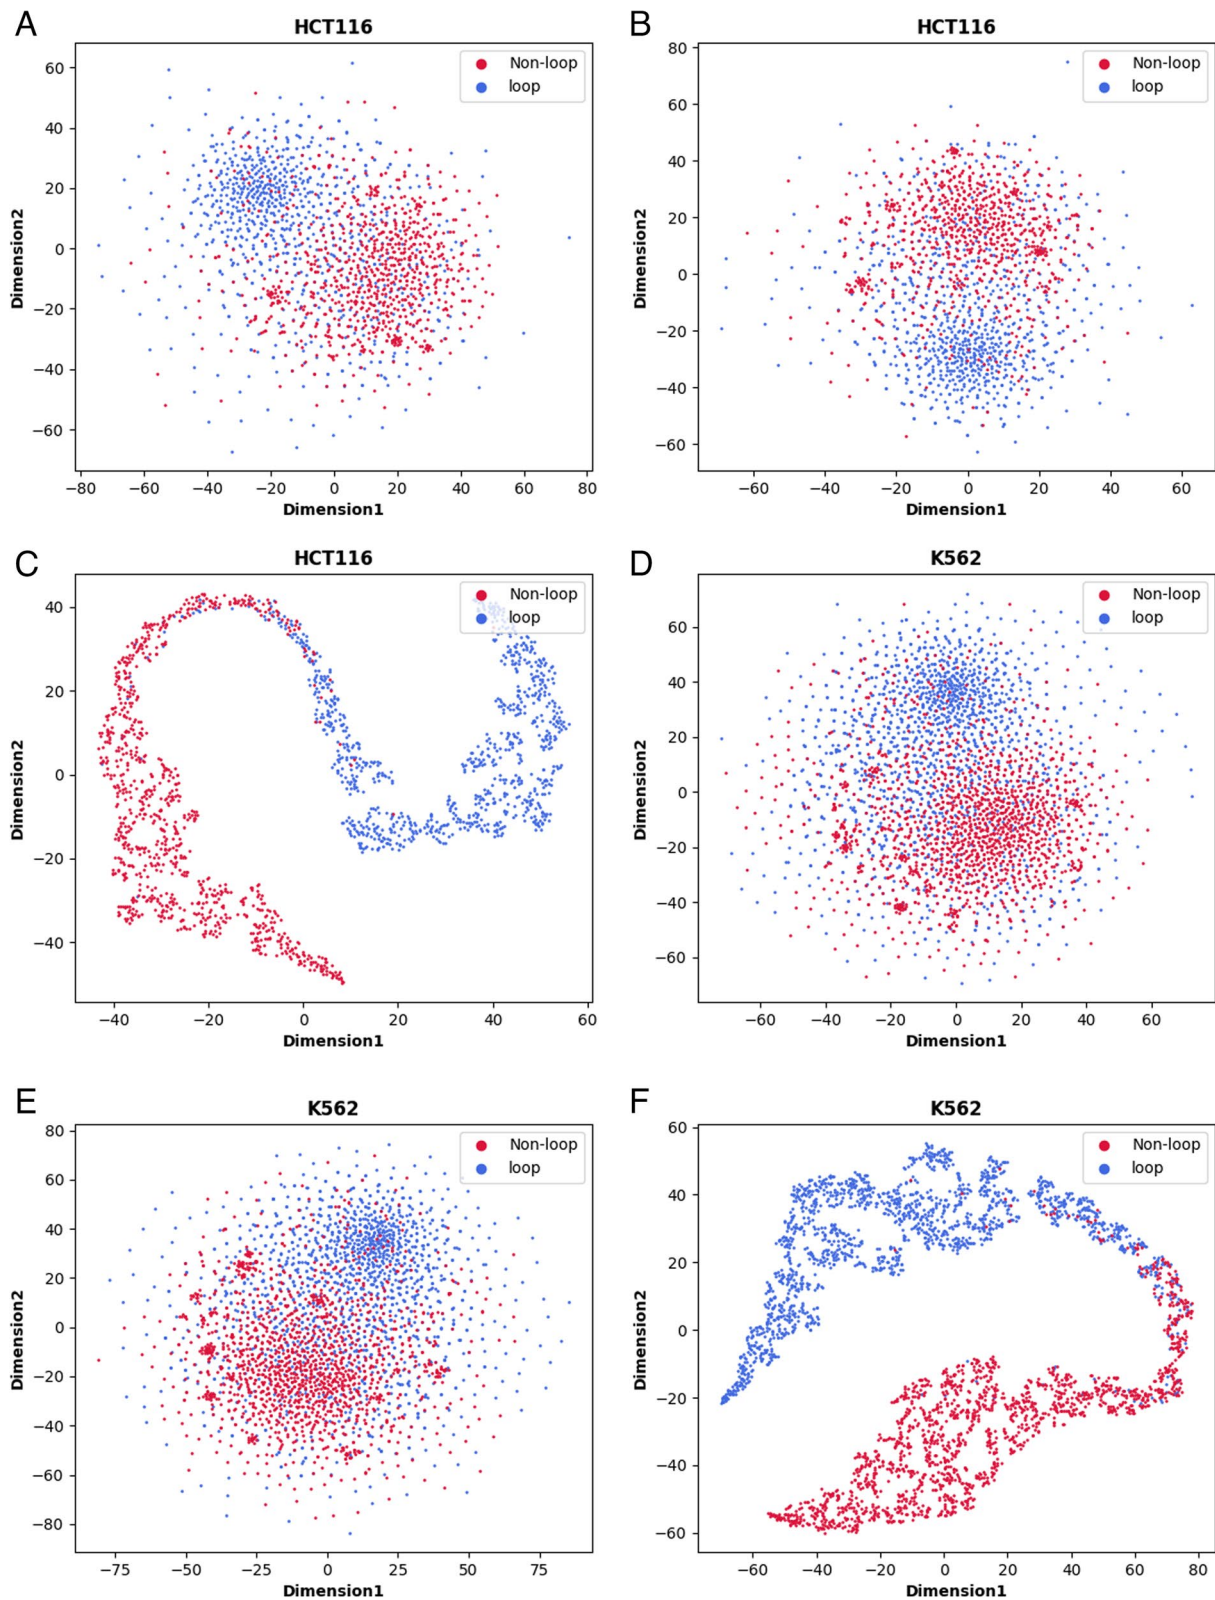 A
HCT116
Non-loop
loop
60
40
20
0
−20
−40
−60
−80 −60 −40 −20 0 20 40 60 80
Dimension1
Dimension2
B
HCT116
Non-loop
loop
80
60
40
20
0
−20
−40
−60
−60 −40 −20 0 20 40 60
Dimension1
Dimension2
C
HCT116
Non-loop
loop
40
20
0
−20
−40
−40 −20 0 20 40 60
Dimension1
Dimension2
D
K562
Non-loop
loop
60
40
20
0
−20
−40
−60
−60 −40 −20 0 20 40 60
Dimension1
Dimension2
E
K562
Non-loop
loop
80
60
40
20
0
−20
−40
−60
−80
−75 −50 −25 0 25 50 75
Dimension1
Dimension2
F
K562
Non-loop
loop
60
40
20
0
−20
−40
−60
−60 −40 −20 0 20 40 60 80
Dimension1
Dimension2